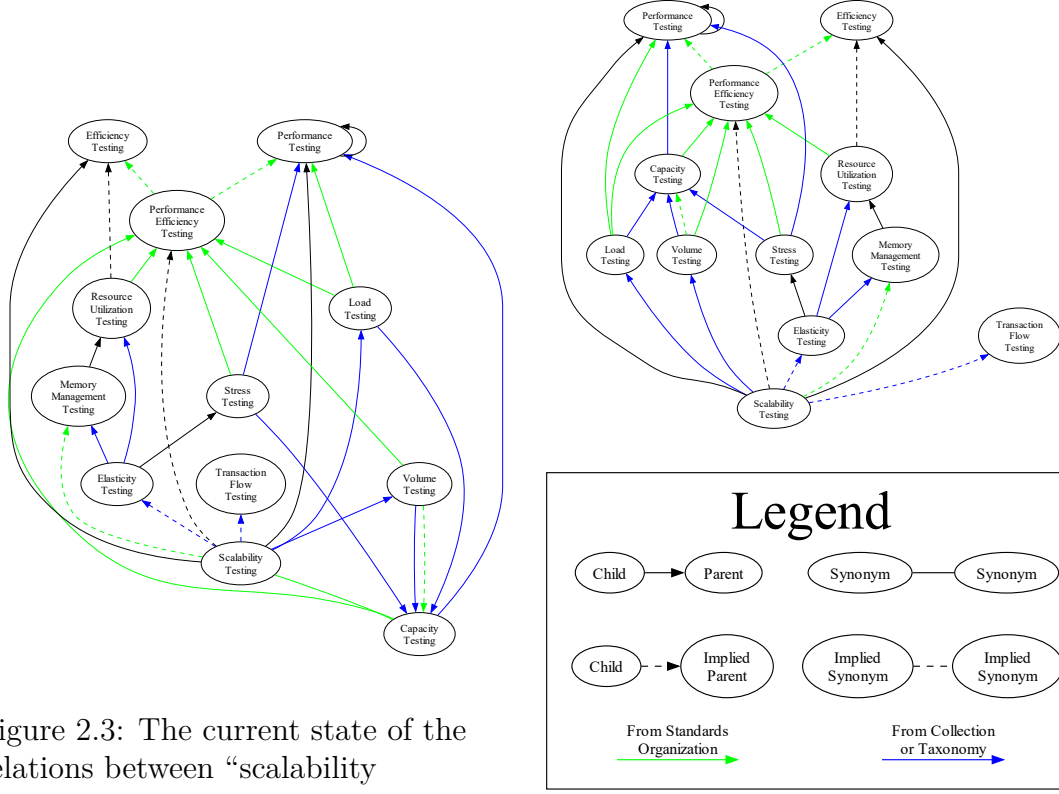 Efficiency
Testing
Performance
Testing
Performance
Efficiency
Testing
Resource
Utilization
Testing
Load
Testing
Memory
Management
Testing
Stress
Testing
Elasticity
Testing
Transaction
Flow
Testing
Volume
Testing
Scalability
Testing
Capacity
Testing
igure 2.3: The current state of the
elations between “scalability
Performance
Testing
Efficiency
Testing
Performance
Efficiency
Testing
Capacity
Testing
Resource
Utilization
Testing
Load
Testing
Volume
Testing
Stress
Testing
Memory
Management
Testing
Elasticity
Testing
Transaction
Flow
Testing
Scalability
Testing
Legend
Child
Parent
Synonym
Synonym
Child
Implied
Parent
Implied
Synonym
Implied
Synonym
From Standards
Organization
From Collection
or Taxonomy